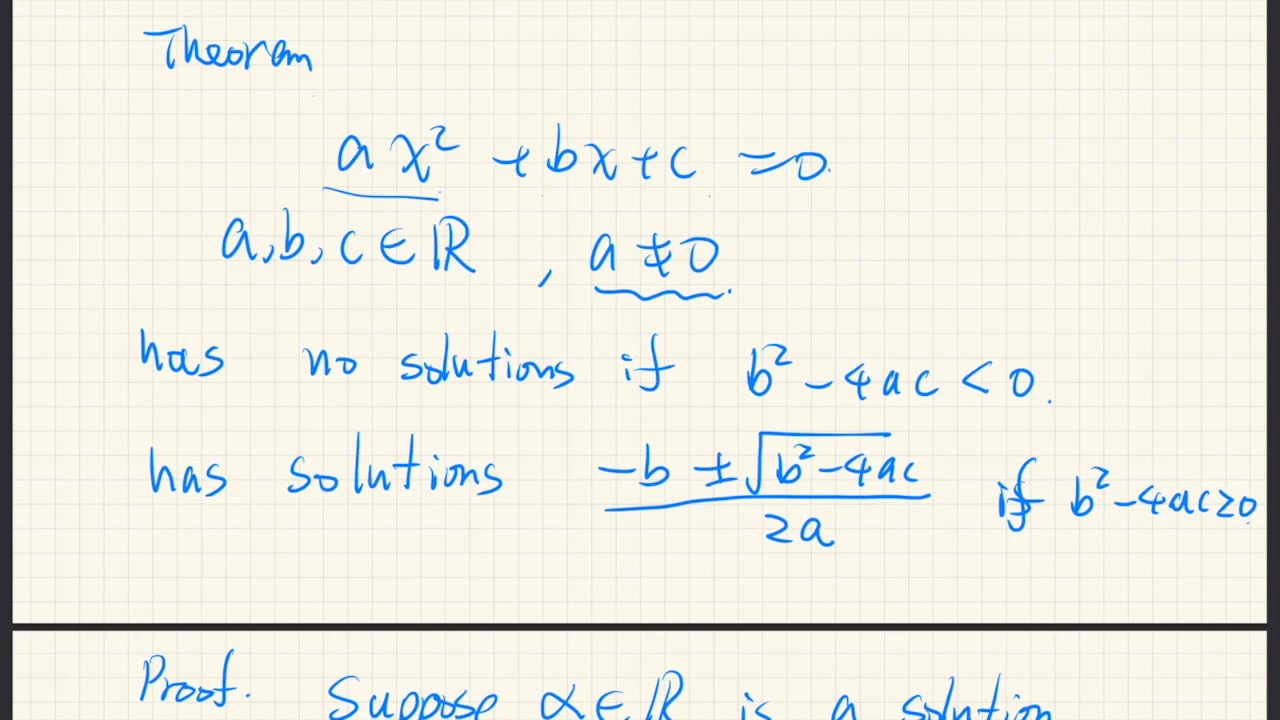 Theorem
ax² + bx + c = 0.
a, b, c ∈ ℝ, a ≠ 0.
has no solutions if b² - 4ac < 0.
has solutions (-b ± √(b² - 4ac)) / 2a if b² - 4ac ≥ 0
Proof. Suppose α ∈ ℝ is a solution